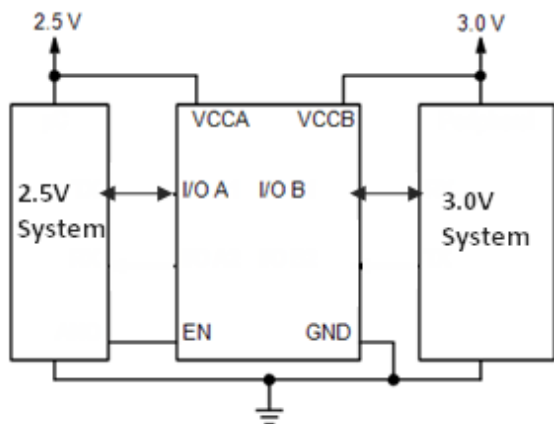 2.5 V
3.0 V
VCCA
VCCB
2.5V
System
I/O A
I/O B
3.0V
System
EN
GND